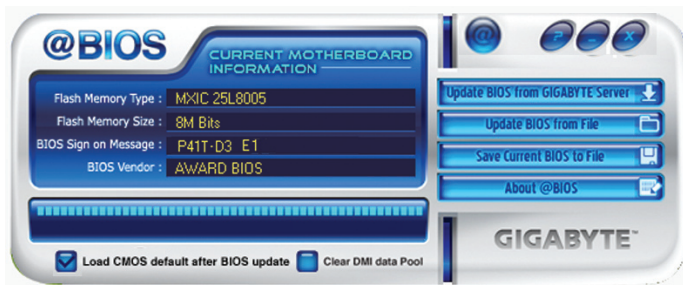 @BIOS
CURRENT MOTHERBOARD
INFORMATION
Flash Memory Type : MXIC 25L8005
Flash Memory Size : 8M Bits
BIOS Sign on Message : P41T-D3 E1
BIOS Vendor : AWARD BIOS
Load CMOS default after BIOS update
Clear DMI data Pool
@
? _ X
Update BIOS from GIGABYTE Server
Update BIOS from File
Save Current BIOS to File
About @BIOS
GIGABYTE™